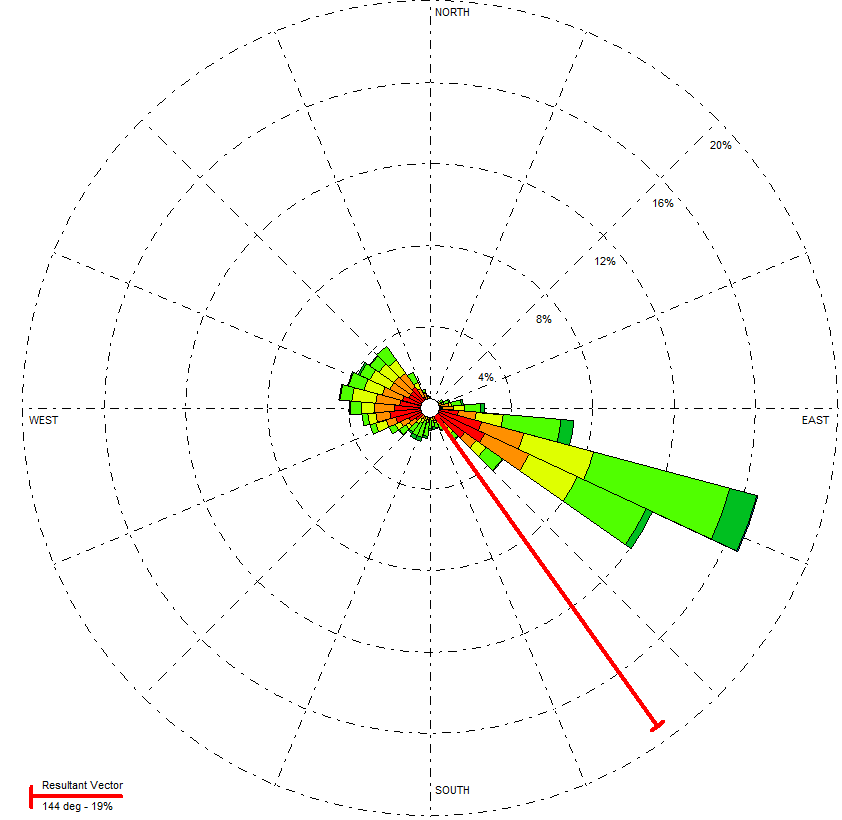 NORTH
20%
16%
12%
8%
4%
WEST
EAST
SOUTH
Resultant Vector
144 deg - 19%